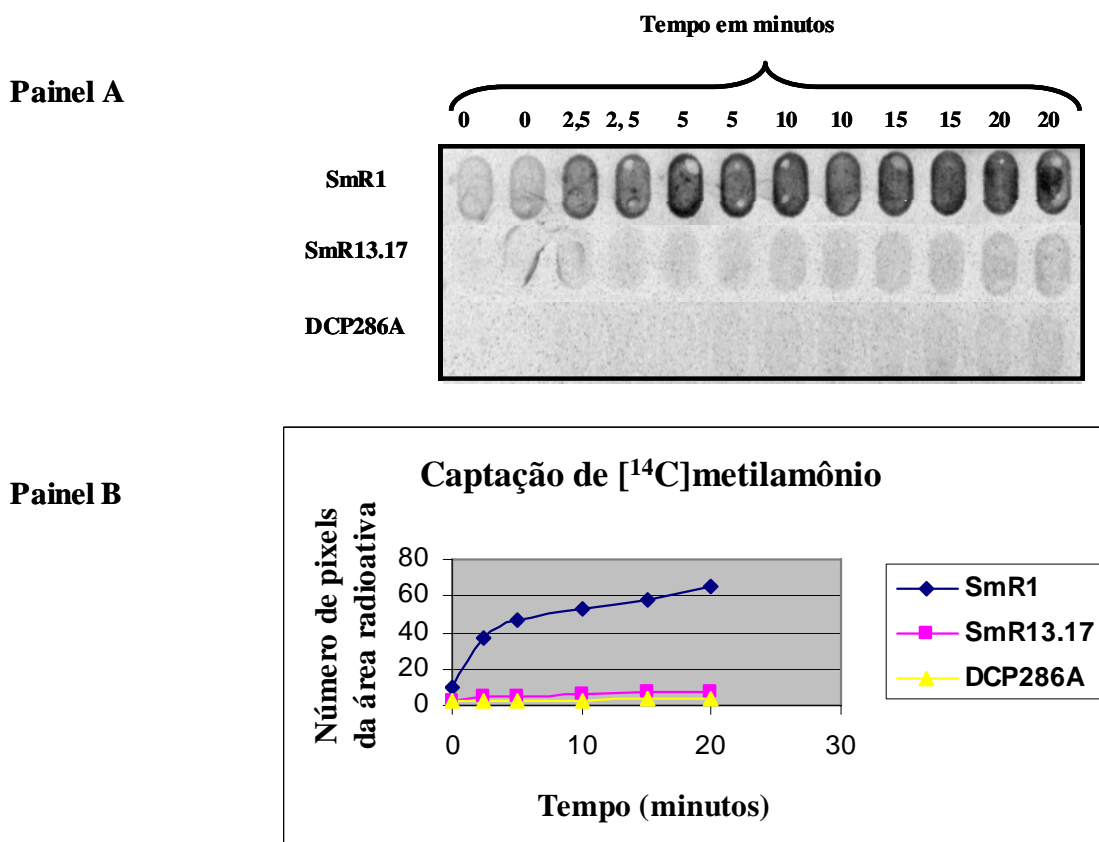 Tempo em minutos
Painel A
0 0 2,5 2, 5 5 5 10 10 15 15 20 20
SmR1
SmR13.17
DCP286A
Painel B
Captação de [¹⁴C]metilamônio
Número de pixels
da área radioativa
80
60
40
20
0
0 10 20 30
Tempo (minutos)
SmR1
SmR13.17
DCP286A